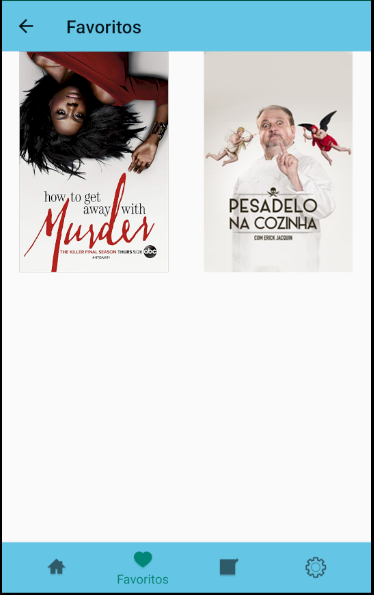 Favoritos
how to get
away with
Murder
THE KILLER FINAL SEASON THURSDAYS
abc
PESADELO
NA COZINHA
COM ERICK JACQUIN
Favoritos